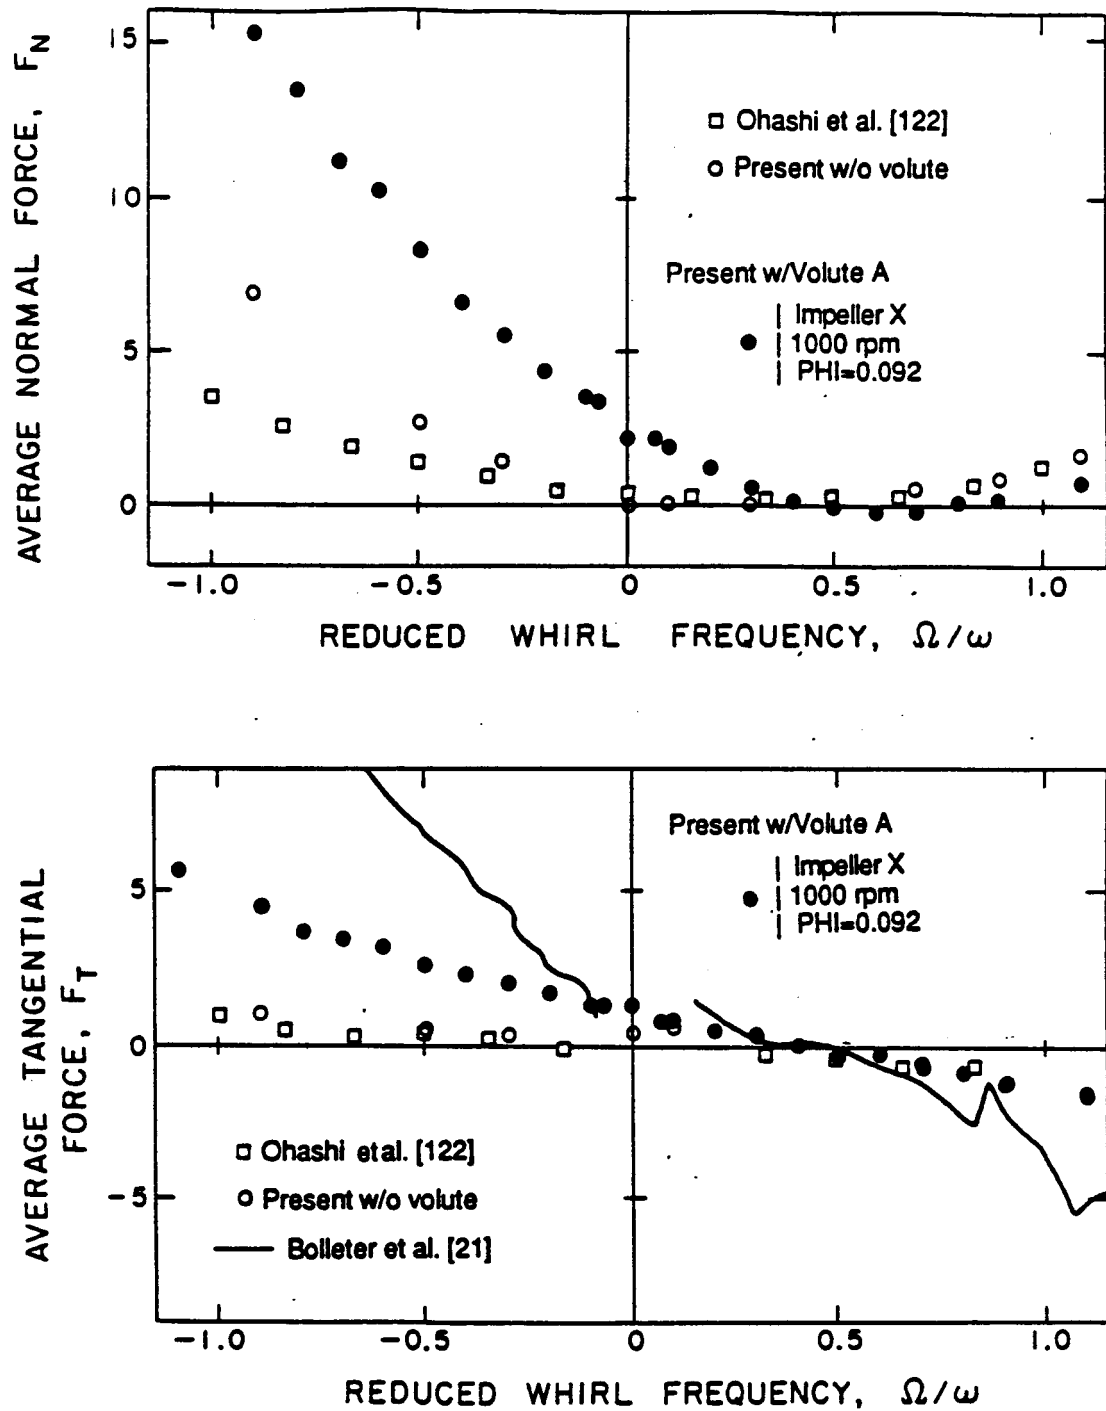 AVERAGE NORMAL FORCE, FN
15
10
5
0
□ Ohashi et al. [122]
○ Present w/o volute
Present w/Volute A
● | Impeller X
| 1000 rpm
| PHI=0.092
−1.0 −0.5 0 0.5 1.0
REDUCED WHIRL FREQUENCY, Ω/ω
AVERAGE TANGENTIAL
FORCE, FT
5
0
−5
Present w/Volute A
● | Impeller X
| 1000 rpm
| PHI=0.092
□ Ohashi et al. [122]
○ Present w/o volute
— Bolleter et al. [21]
−1.0 −0.5 0 0.5 1.0
REDUCED WHIRL FREQUENCY, Ω/ω